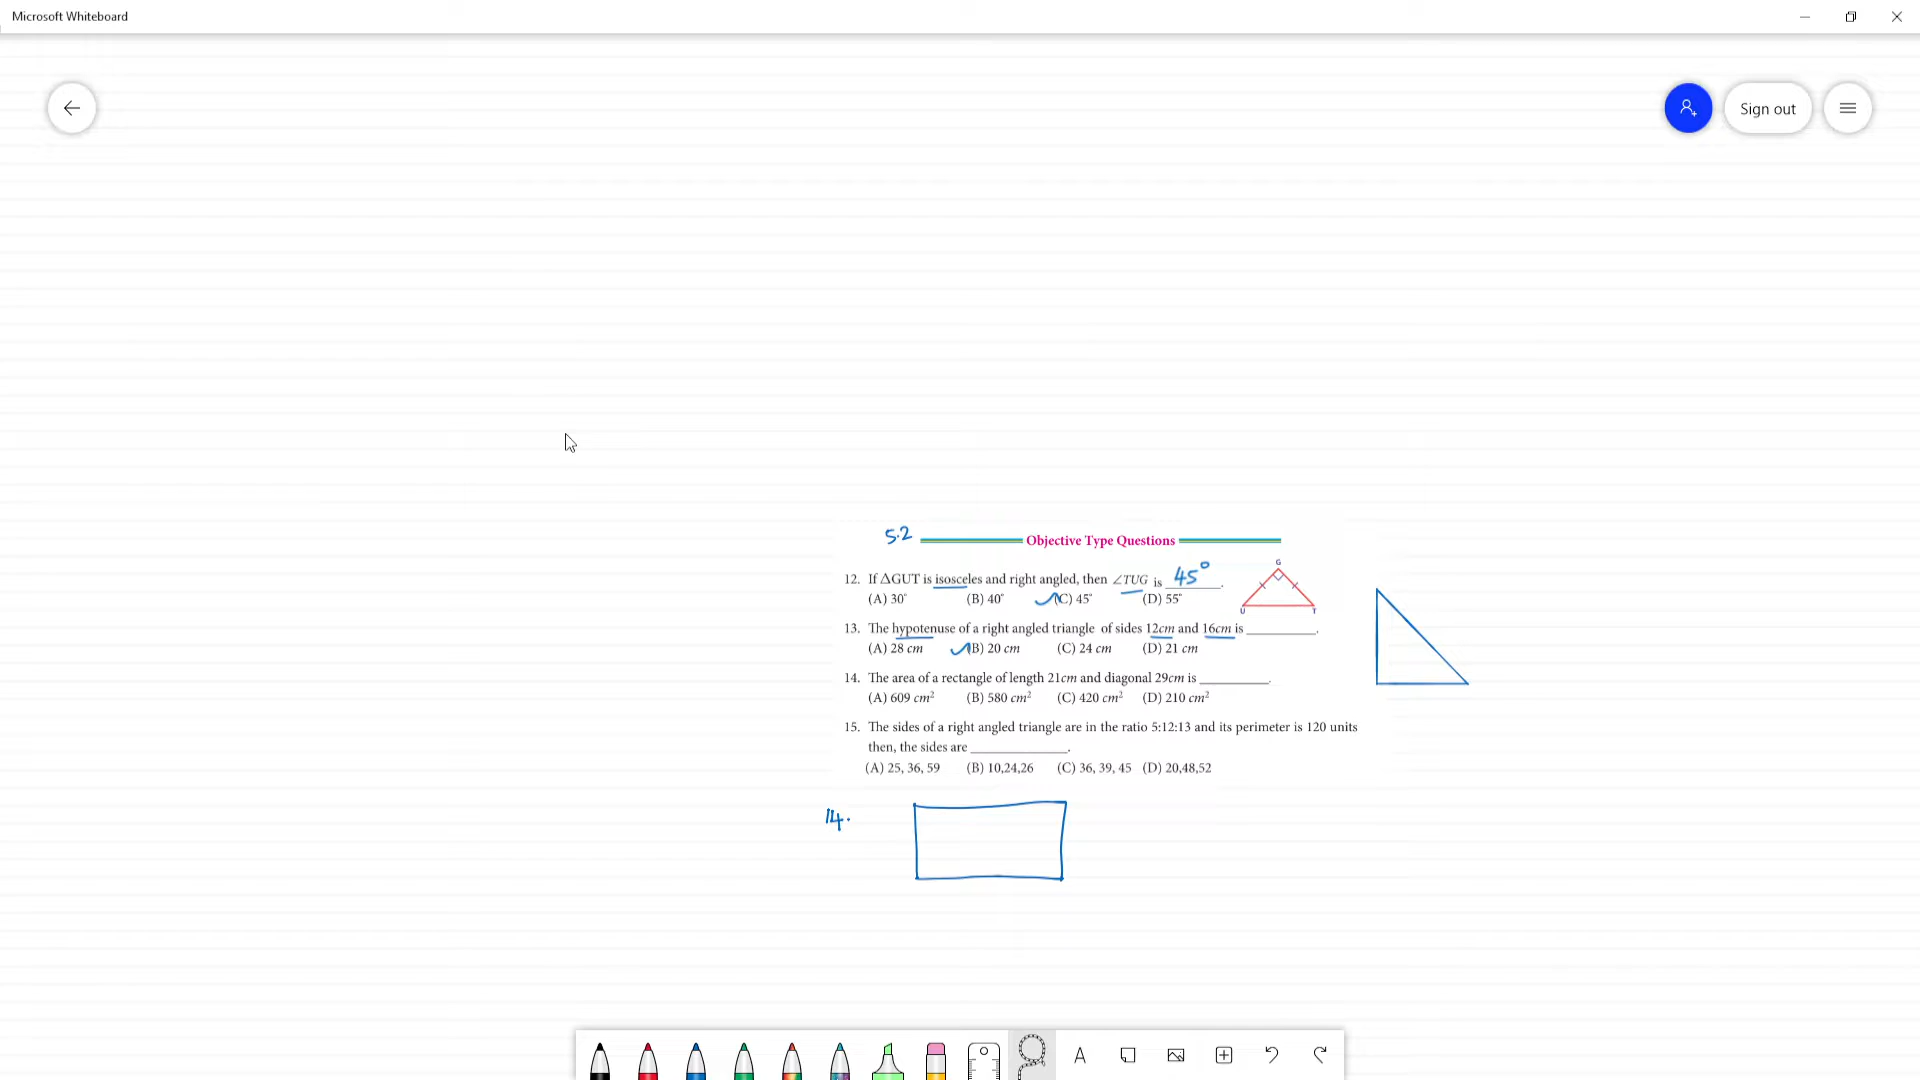 Microsoft Whiteboard
Sign out
5.2 Objective Type Questions
12. If ΔGUT is isosceles and right angled, then ∠TUG is 45° ________.
(A) 30° (B) 40° (C) 45° (D) 55°
G
U T
13. The hypotenuse of a right angled triangle of sides 12cm and 16cm is __________.
(A) 28 cm (B) 20 cm (C) 24 cm (D) 21 cm
14. The area of a rectangle of length 21cm and diagonal 29cm is __________.
(A) 609 cm² (B) 580 cm² (C) 420 cm² (D) 210 cm²
15. The sides of a right angled triangle are in the ratio 5:12:13 and its perimeter is 120 units
then, the sides are ______________.
(A) 25, 36, 59 (B) 10,24,26 (C) 36, 39, 45 (D) 20,48,52
14.
A